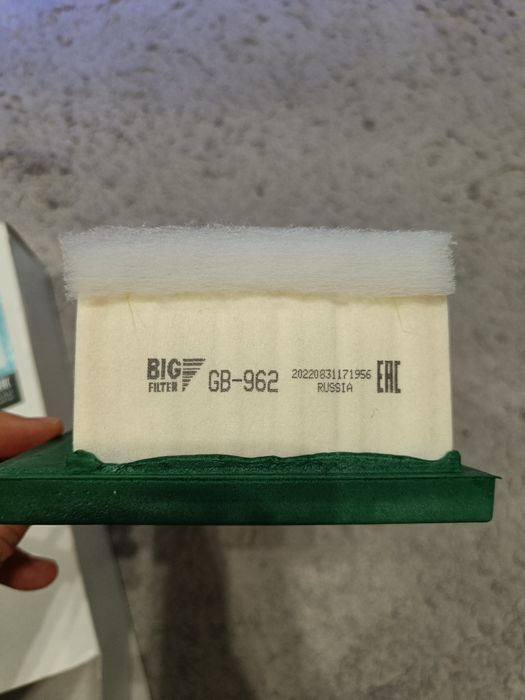 BIG
FILTER
GB-962
20220831171956
RUSSIA
EAC